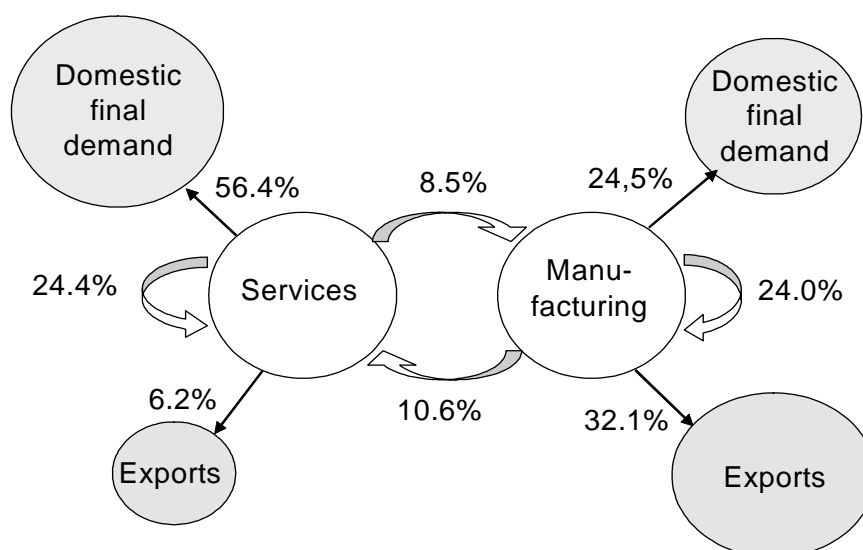 Domestic
final
demand
Domestic
final
demand
56.4%
8.5%
24,5%
24.4%
Services
Manu-
facturing
24.0%
6.2%
10.6%
32.1%
Exports
Exports